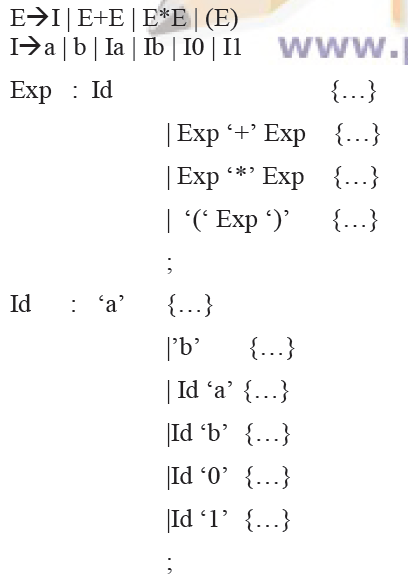 E→I | E+E | E*E | (E)
I→a | b | Ia | Ib | I0 | I1 www.
Exp : Id {…}
| Exp ‘+’ Exp {…}
| Exp ‘*’ Exp {…}
| ‘(‘ Exp ‘)’ {…}
;
Id : ‘a’ {…}
|’b’ {…}
| Id ‘a’ {…}
|Id ‘b’ {…}
|Id ‘0’ {…}
|Id ‘1’ {…}
;